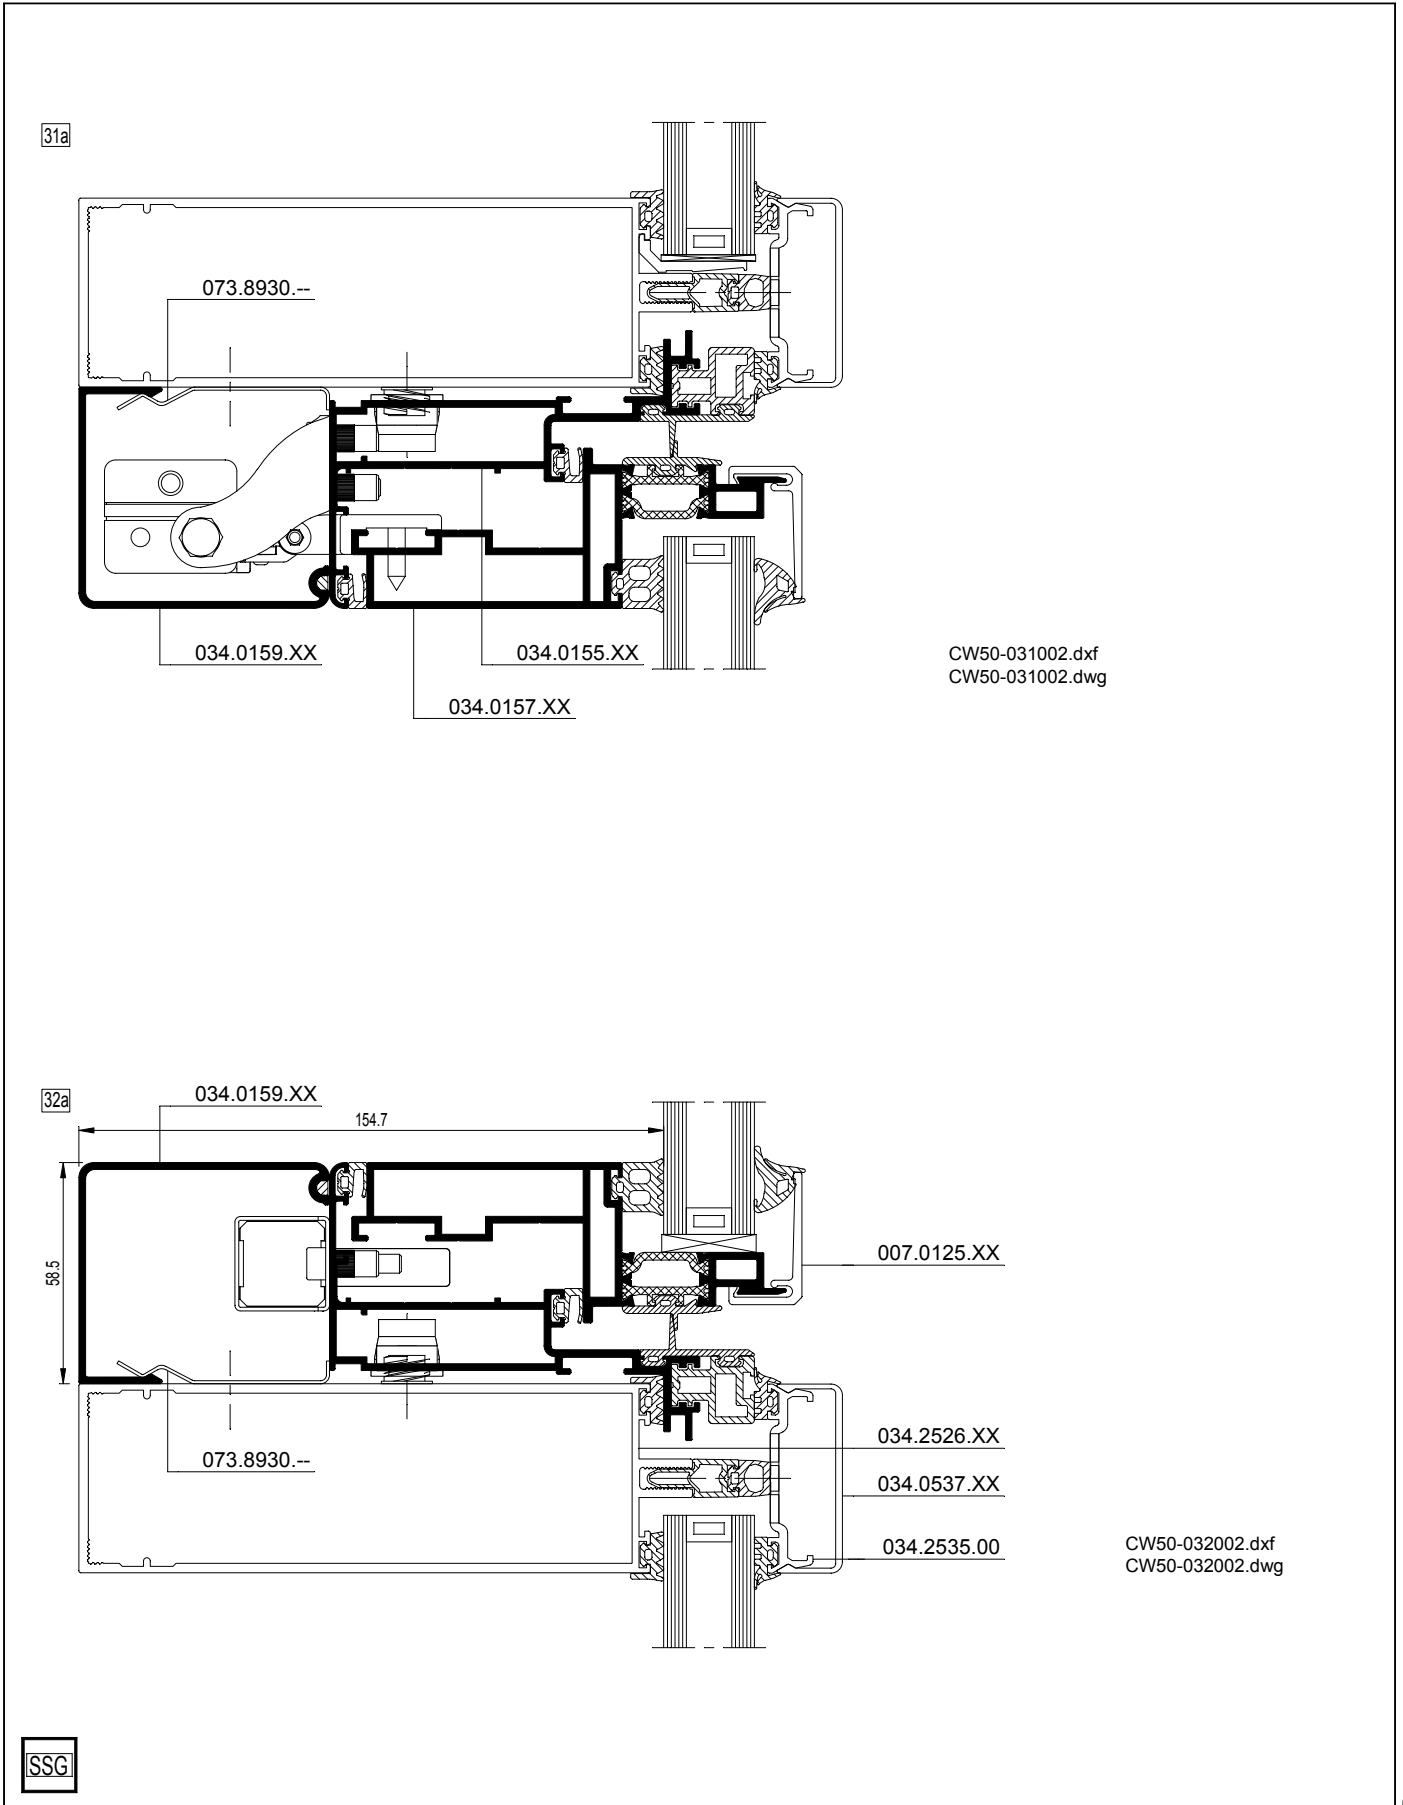 31a
073.8930.--
034.0159.XX
034.0155.XX
034.0157.XX
CW50-031002.dxf
CW50-031002.dwg
32a
034.0159.XX
154.7
58.5
007.0125.XX
073.8930.--
034.2526.XX
034.0537.XX
034.2535.00
CW50-032002.dxf
CW50-032002.dwg
SSG